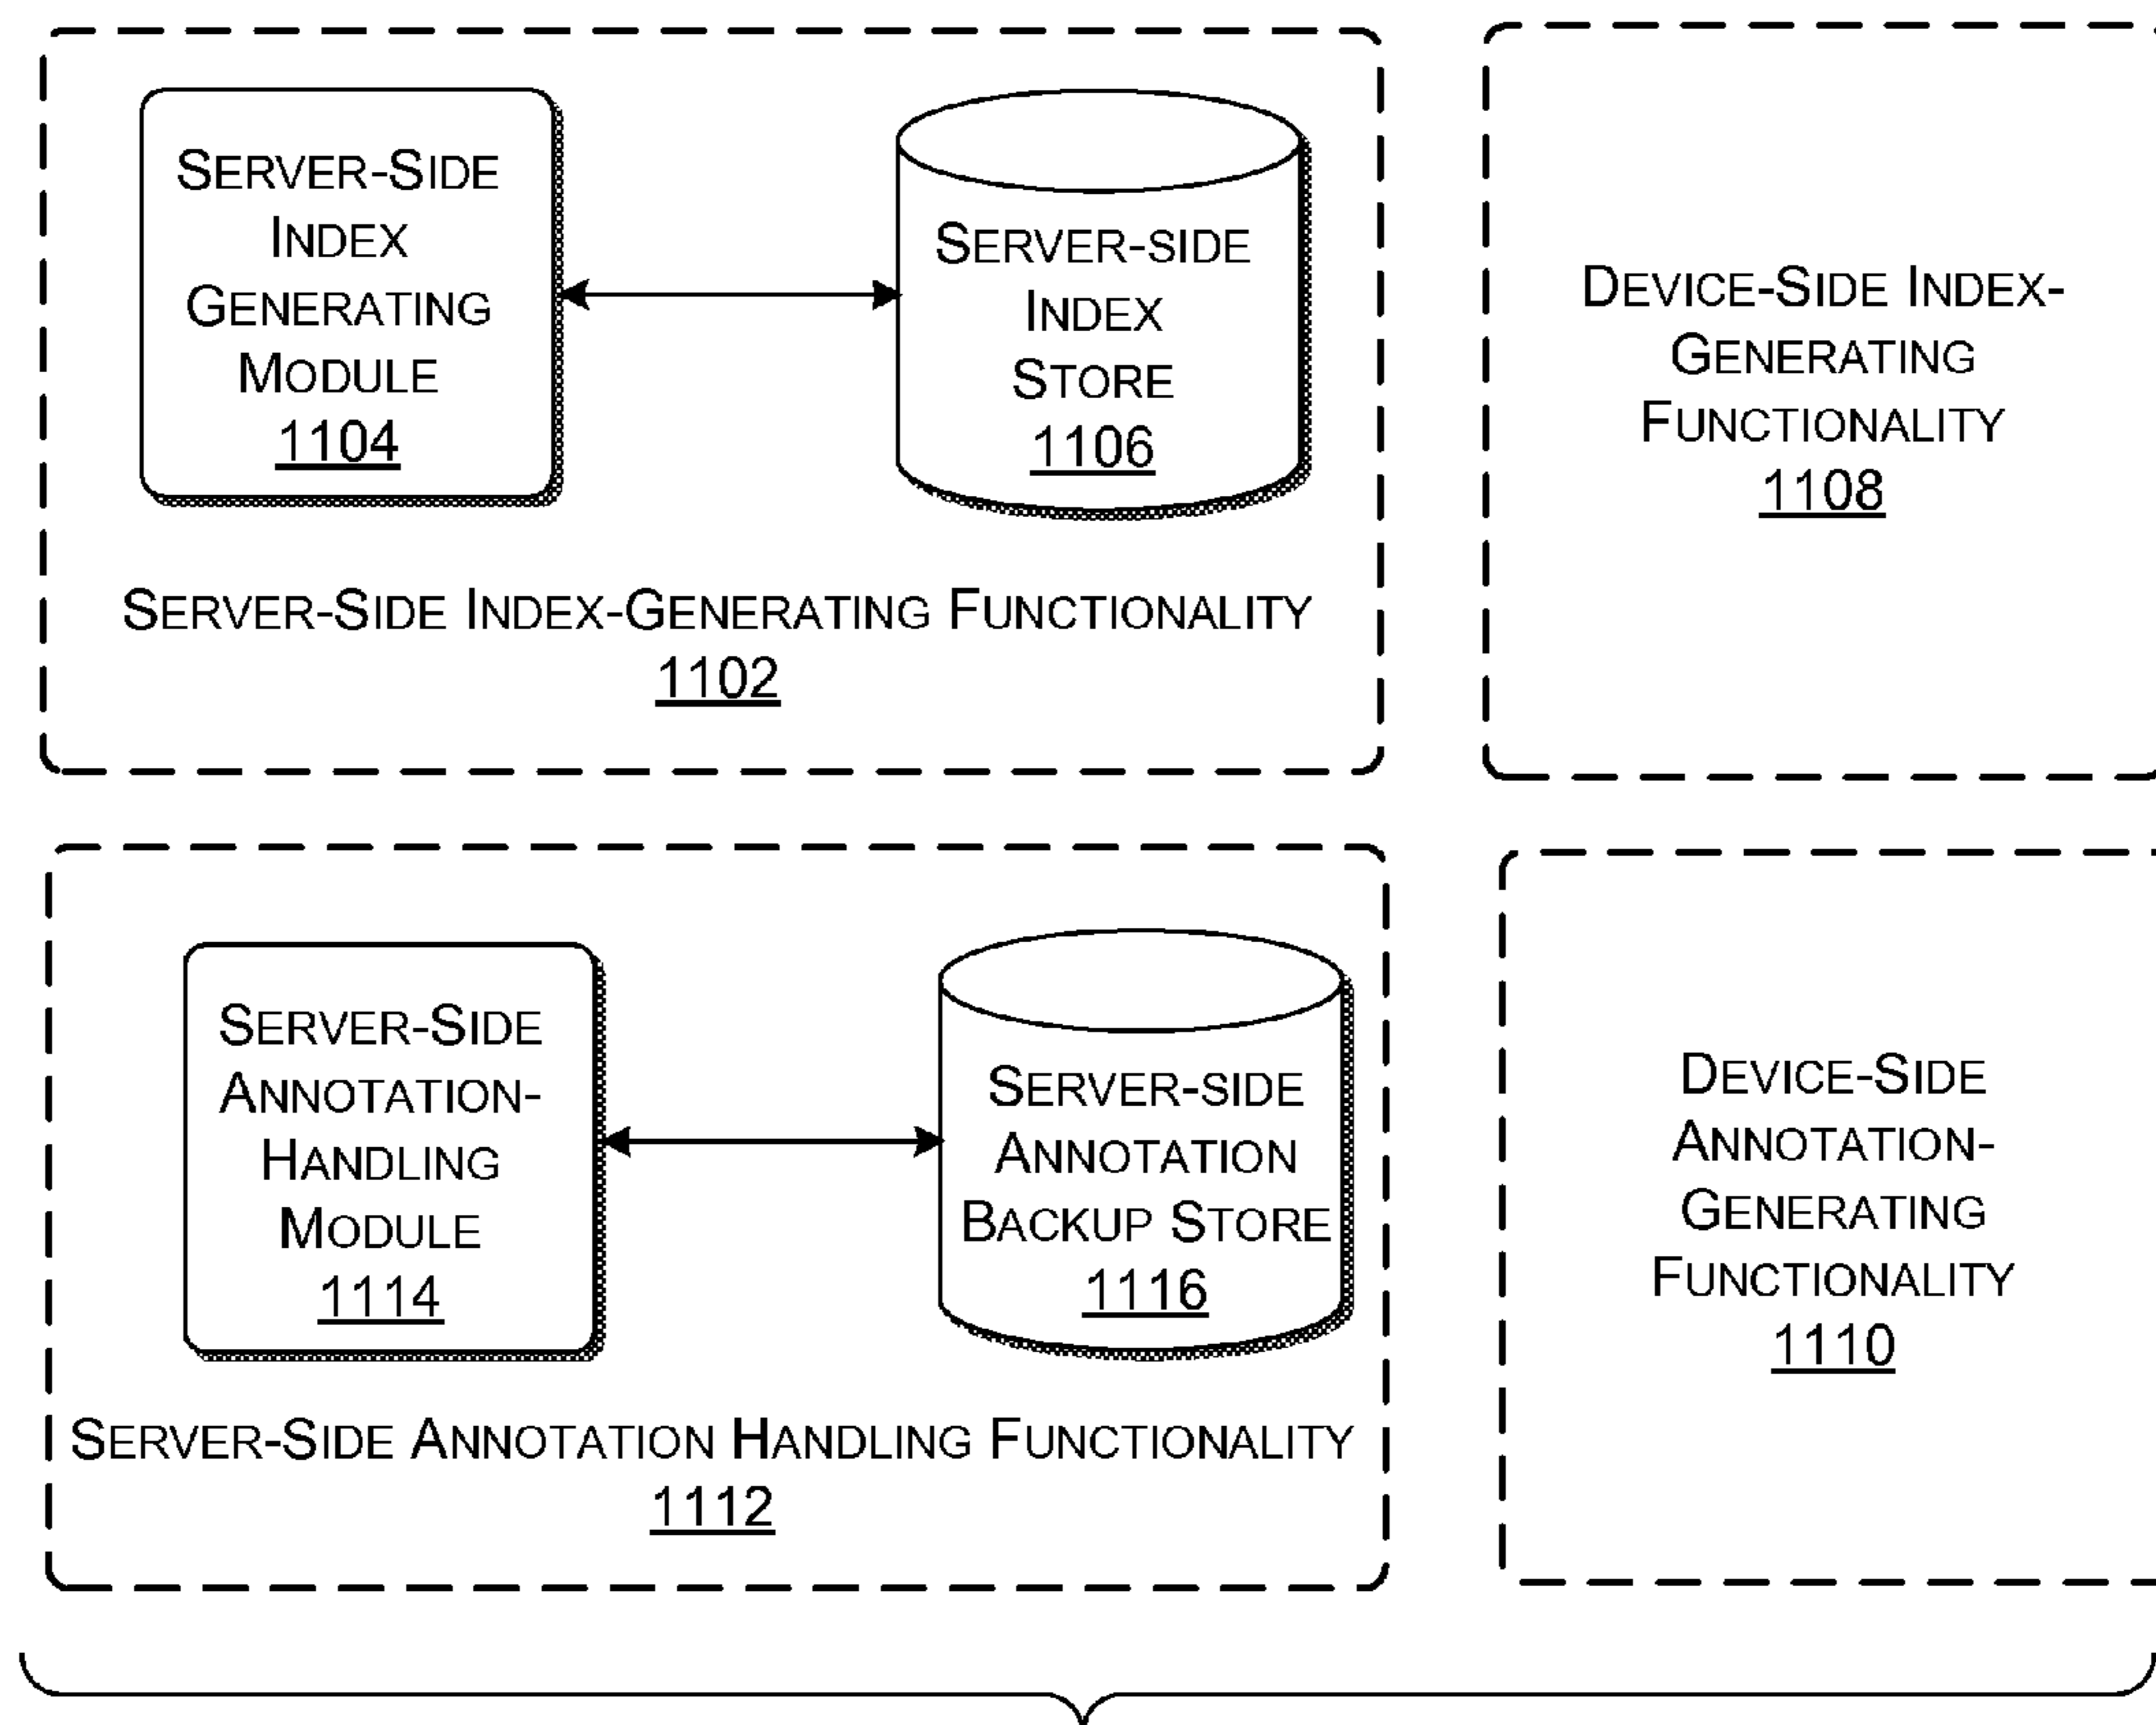 SERVER-SIDE
INDEX
GENERATING
MODULE
1104
SERVER-SIDE
INDEX
STORE
1106
SERVER-SIDE INDEX-GENERATING FUNCTIONALITY
1102
DEVICE-SIDE INDEX-
GENERATING
FUNCTIONALITY
1108
SERVER-SIDE
ANNOTATION-
HANDLING
MODULE
1114
SERVER-SIDE
ANNOTATION
BACKUP STORE
1116
SERVER-SIDE ANNOTATION HANDLING FUNCTIONALITY
1112
DEVICE-SIDE
ANNOTATION-
GENERATING
FUNCTIONALITY
1110